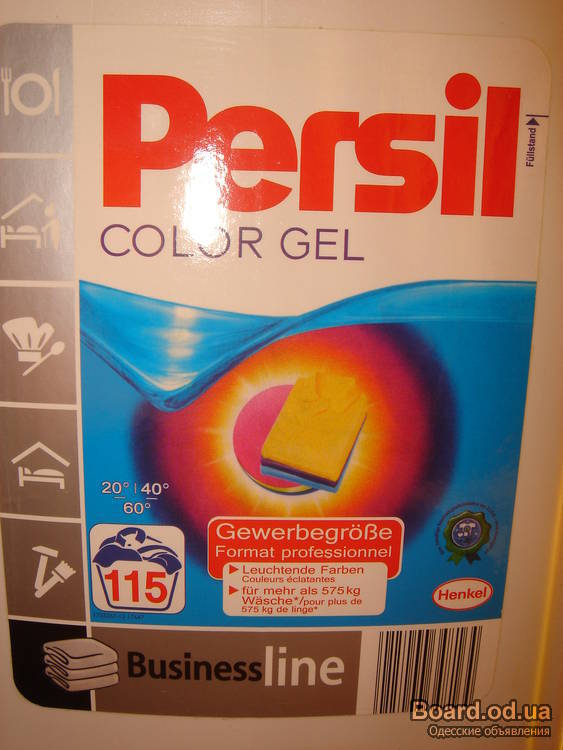 Persil
Füllstand
COLOR GEL
20° | 40°
60°
115
Gewerbegröße
Format professionnel
Leuchtende Farben
Couleurs éclatantes
für mehr als 575 kg
Wäsche*/pour plus de
575 kg de linge*
Henkel
Businessline
Board.od.ua
Одесские объявления